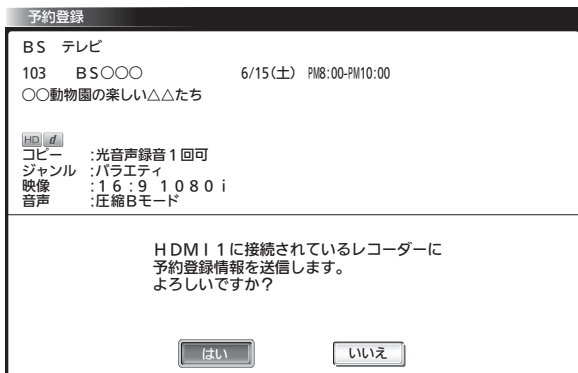 予約登録
BS テレビ
103 BS○○○ 6/15(土) PM8:00-PM10:00
○○動物園の楽しい△△たち
HD d
コピー :光音声録音1回可
ジャンル :バラエティ
映像 :16:9 1080i
音声 :圧縮Bモード
HDMI1に接続されているレコーダーに
予約登録情報を送信します。
よろしいですか?
はい いいえ